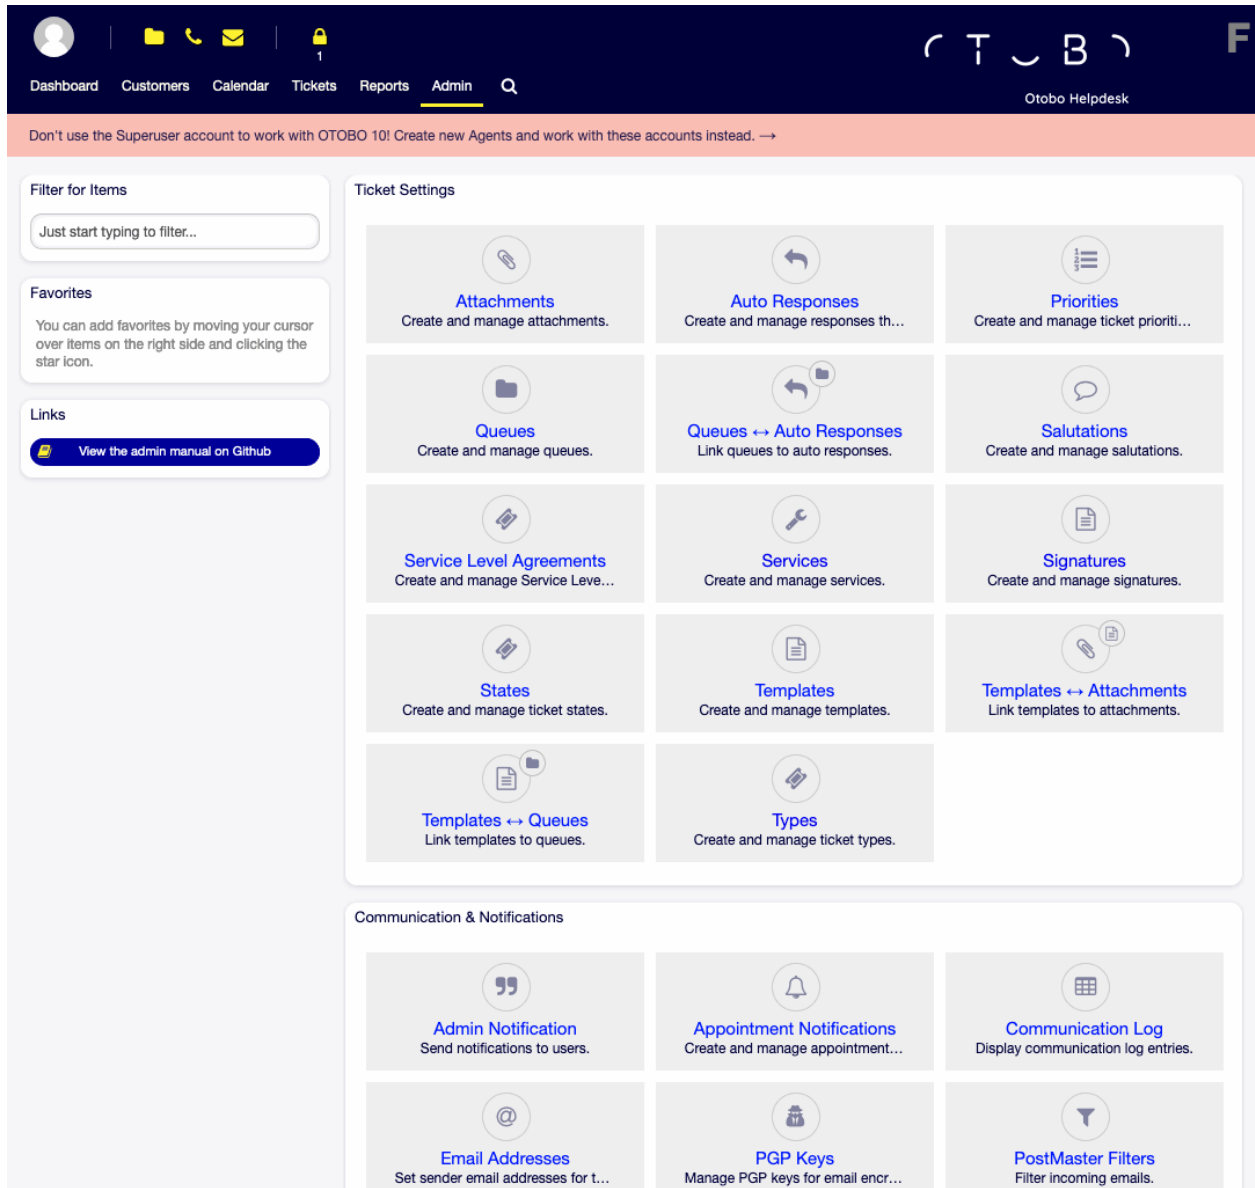 1
F
Dashboard Customers Calendar Tickets Reports Admin
OTOBO
Otobo Helpdesk
Don't use the Superuser account to work with OTOBO 10! Create new Agents and work with these accounts instead. →
Filter for Items
Just start typing to filter...
Favorites
You can add favorites by moving your cursor
over items on the right side and clicking the
star icon.
Links
View the admin manual on Github
Ticket Settings
Attachments
Create and manage attachments.
Auto Responses
Create and manage responses th...
1
2
3
Priorities
Create and manage ticket prioriti...
Queues
Create and manage queues.
Queues ↔ Auto Responses
Link queues to auto responses.
Salutations
Create and manage salutations.
Service Level Agreements
Create and manage Service Leve...
Services
Create and manage services.
Signatures
Create and manage signatures.
States
Create and manage ticket states.
Templates
Create and manage templates.
Templates ↔ Attachments
Link templates to attachments.
Templates ↔ Queues
Link templates to queues.
Types
Create and manage ticket types.
Communication & Notifications
Admin Notification
Send notifications to users.
Appointment Notifications
Create and manage appointment...
Communication Log
Display communication log entries.
@
Email Addresses
Set sender email addresses for t...
PGP Keys
Manage PGP keys for email encr...
PostMaster Filters
Filter incoming emails.